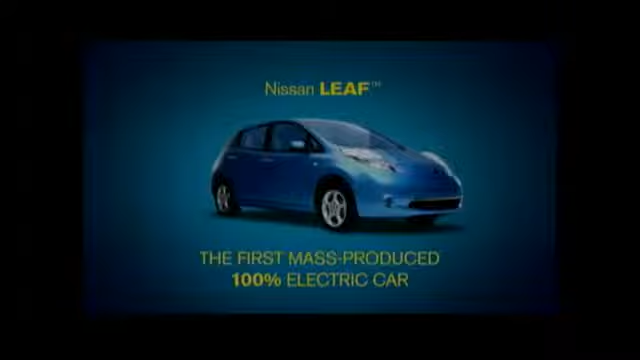 Nissan LEAF™
THE FIRST MASS-PRODUCED
100% ELECTRIC CAR